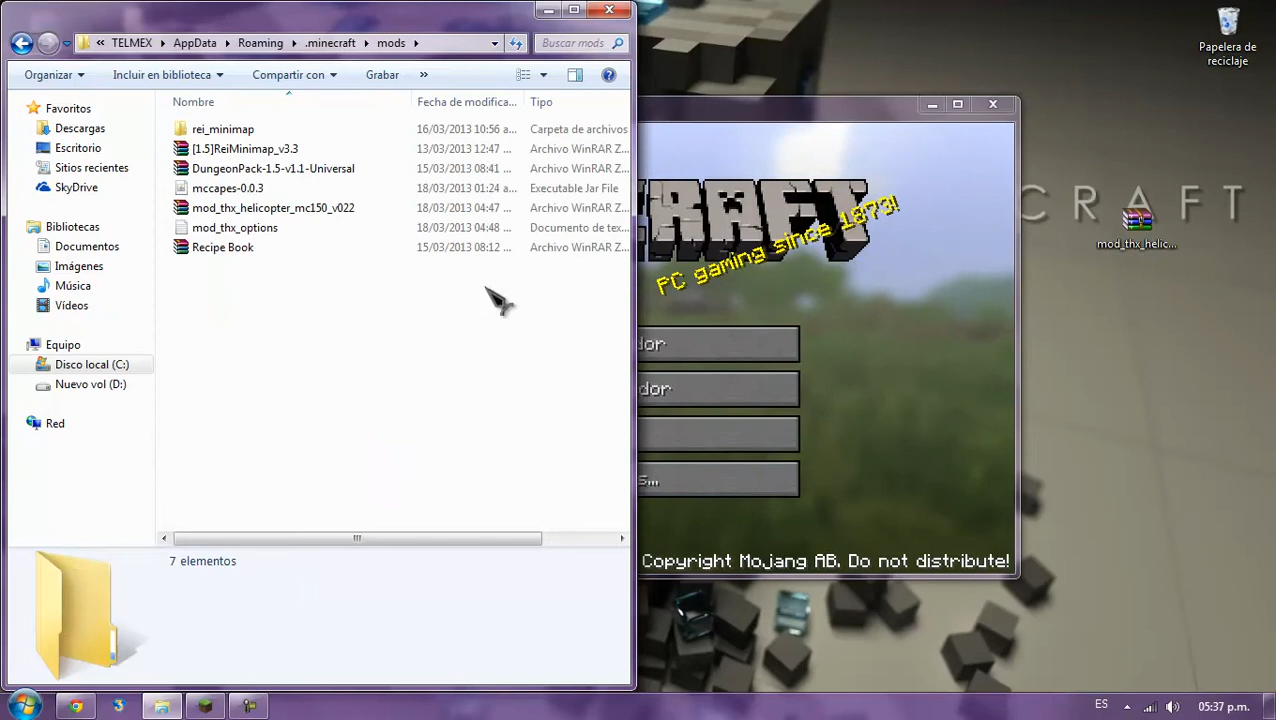 TELMEX AppData Roaming .minecraft mods Buscar mods
Organizar Incluir en biblioteca Compartir con Grabar »
Nombre Fecha de modifica... Tipo
Favoritos
Descargas
Escritorio
Sitios recientes
SkyDrive
Bibliotecas
Documentos
Imágenes
Música
Vídeos
Equipo
Disco local (C:)
Nuevo vol (D:)
Red
rei_minimap 16/03/2013 10:56 a... Carpeta de archivos
[1.5]ReiMinimap_v3.3 13/03/2013 12:47 ... Archivo WinRAR Z...
DungeonPack-1.5-v1.1-Universal 15/03/2013 08:41 ... Archivo WinRAR Z...
mccapes-0.0.3 18/03/2013 01:24 a... Executable Jar File
mod_thx_helicopter_mc150_v022 18/03/2013 04:47 ... Archivo WinRAR Z...
mod_thx_options 18/03/2013 04:48 ... Documento de tex...
Recipe Book 15/03/2013 08:12 ... Archivo WinRAR Z...
7 elementos
CRAFT
PC gaming since 1873!
dor
dor
s...
Copyright Mojang AB. Do not distribute!
CRAFT
Papelera de
reciclaje
mod_thx_helic...
ES 05:37 p.m.